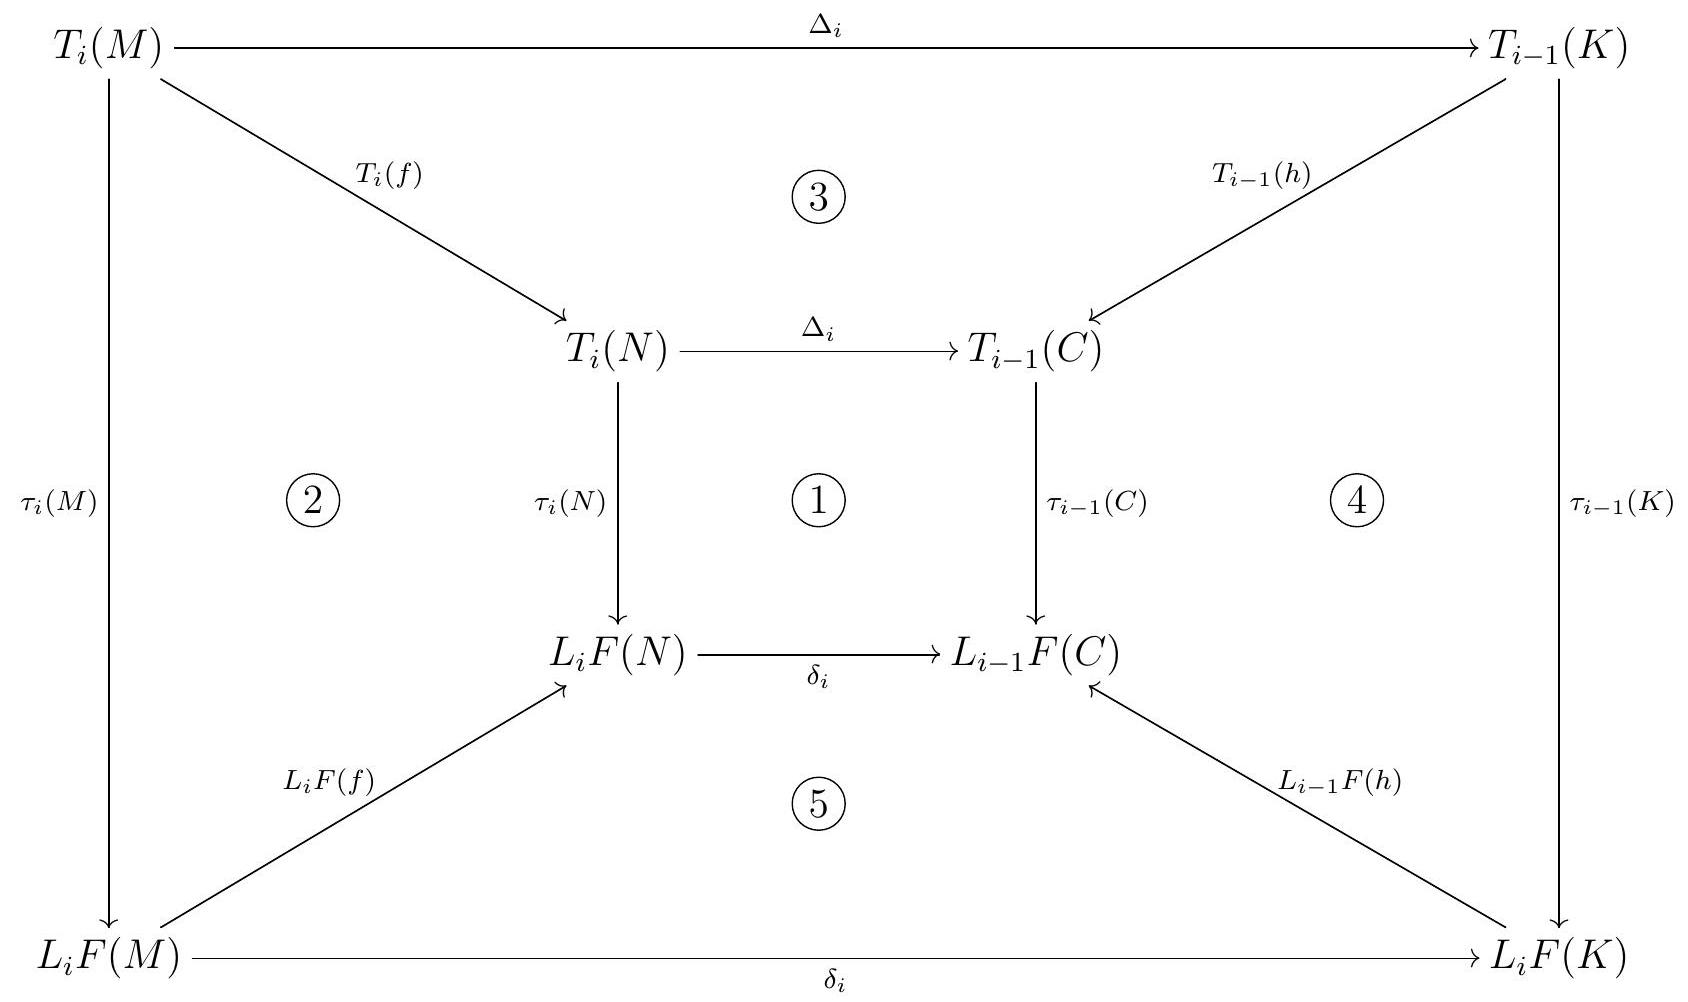 Δ_i
T_i(M) T_{i−1}(K)
T_i(f) T_{i−1}(h)
③
Δ_i
T_i(N) T_{i−1}(C)
τ_i(M) ② τ_i(N) ① τ_{i−1}(C) ④ τ_{i−1}(K)
L_iF(N) L_{i−1}F(C)
δ_i
L_iF(f) L_{i−1}F(h)
⑤
L_iF(M) L_iF(K)
δ_i